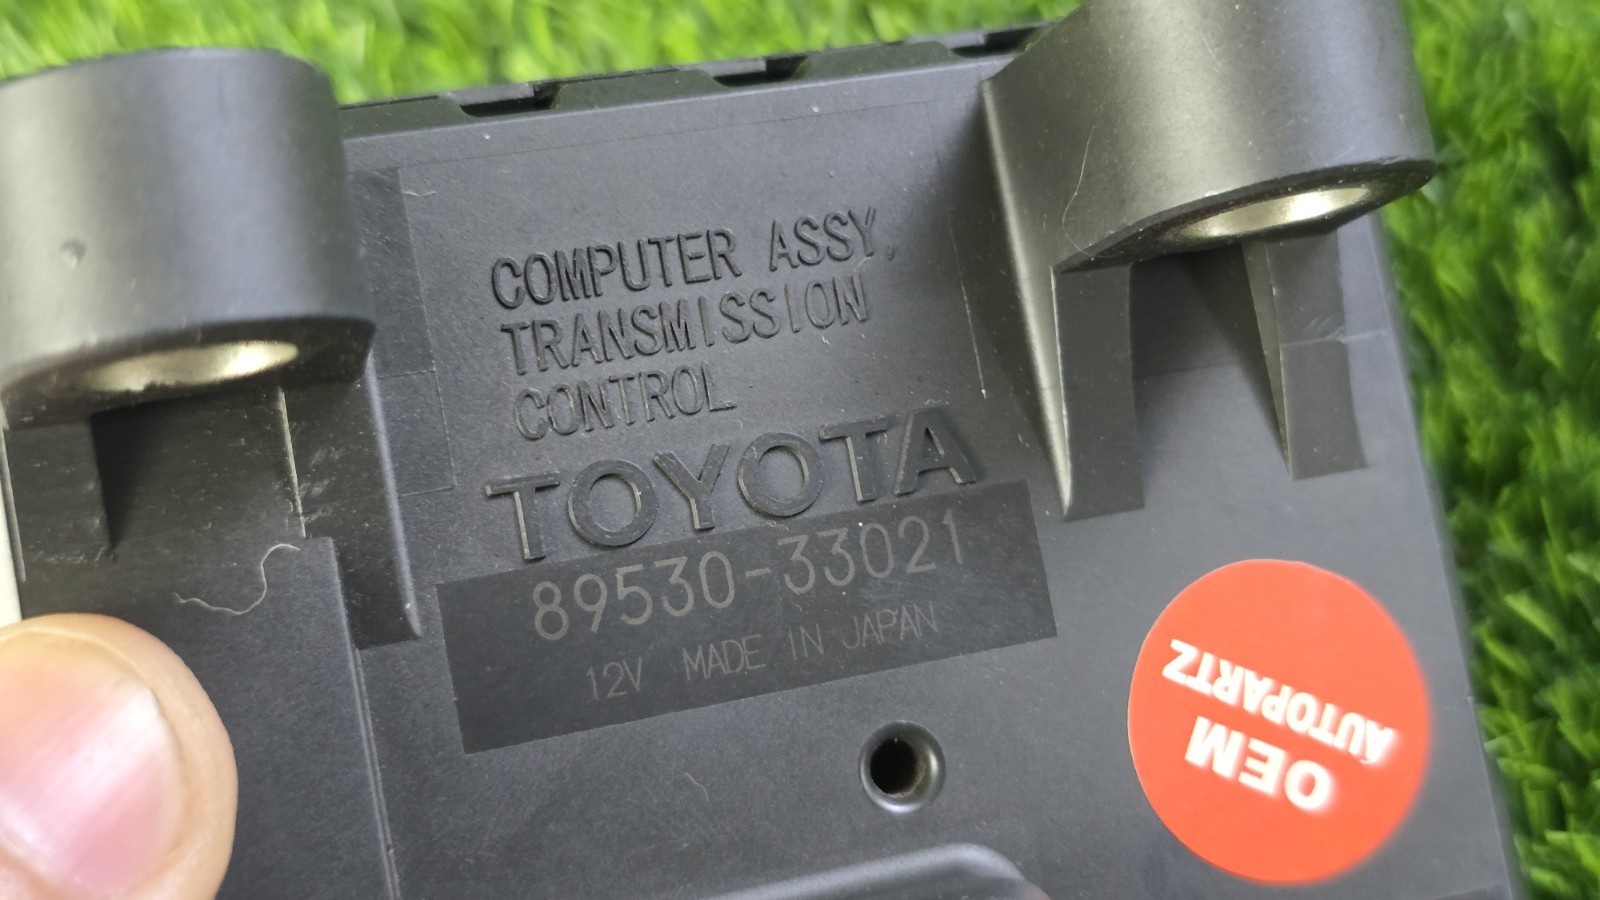 COMPUTER ASSY,
TRANSMISSION
CONTROL
TOYOTA
89530-33021
12V MADE IN JAPAN
OEM
AUTOPARTZ